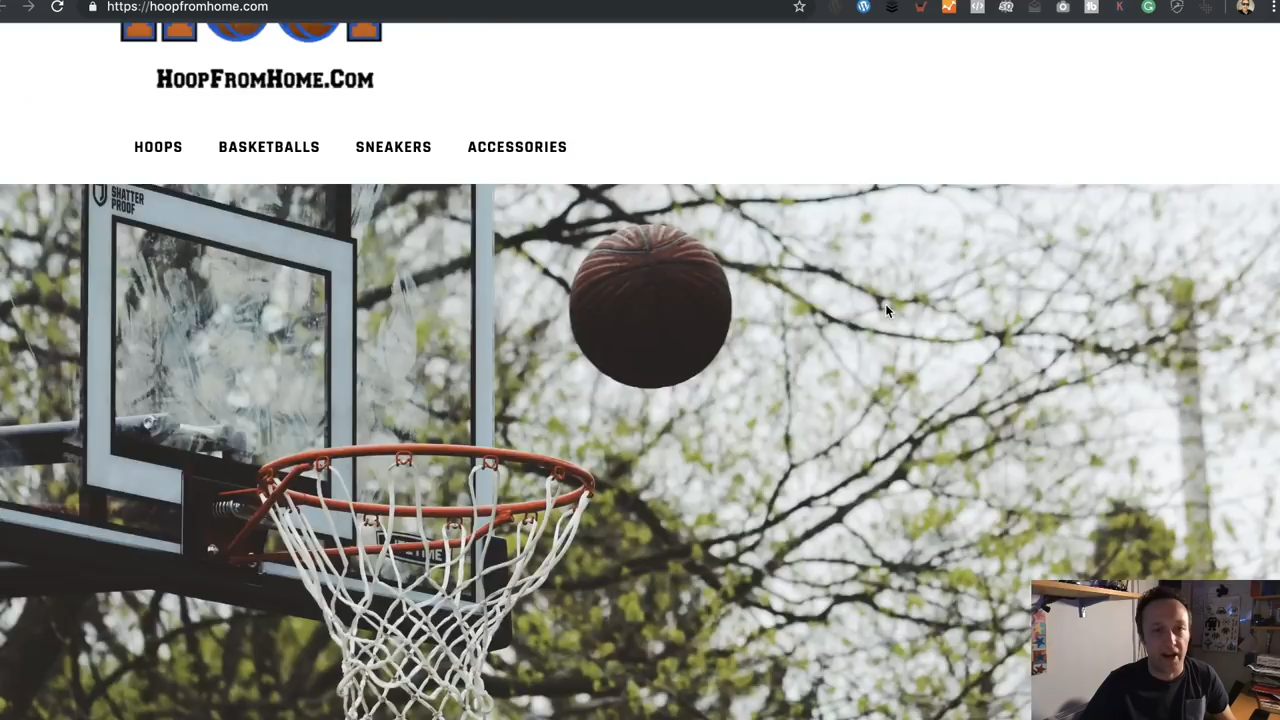 https://hoopfromhome.com
HOOPFROMHOME.COM
HOOPS BASKETBALLS SNEAKERS ACCESSORIES
SHATTER
PROOF